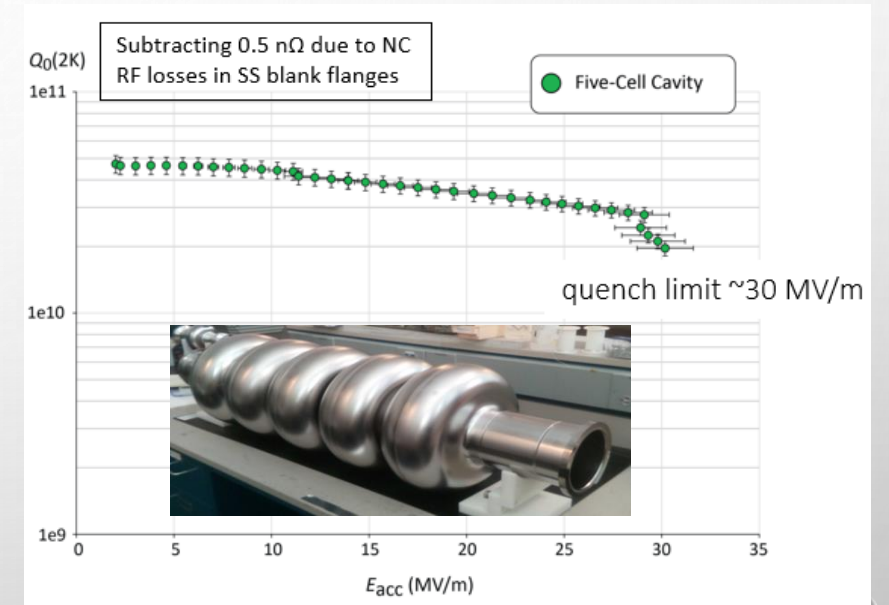 Subtracting 0.5 nΩ due to NC
RF losses in SS blank flanges
Q0(2K)
Five-Cell Cavity
1e11
1e10
1e9
quench limit ~30 MV/m
0 5 10 15 20 25 30 35
Eacc (MV/m)